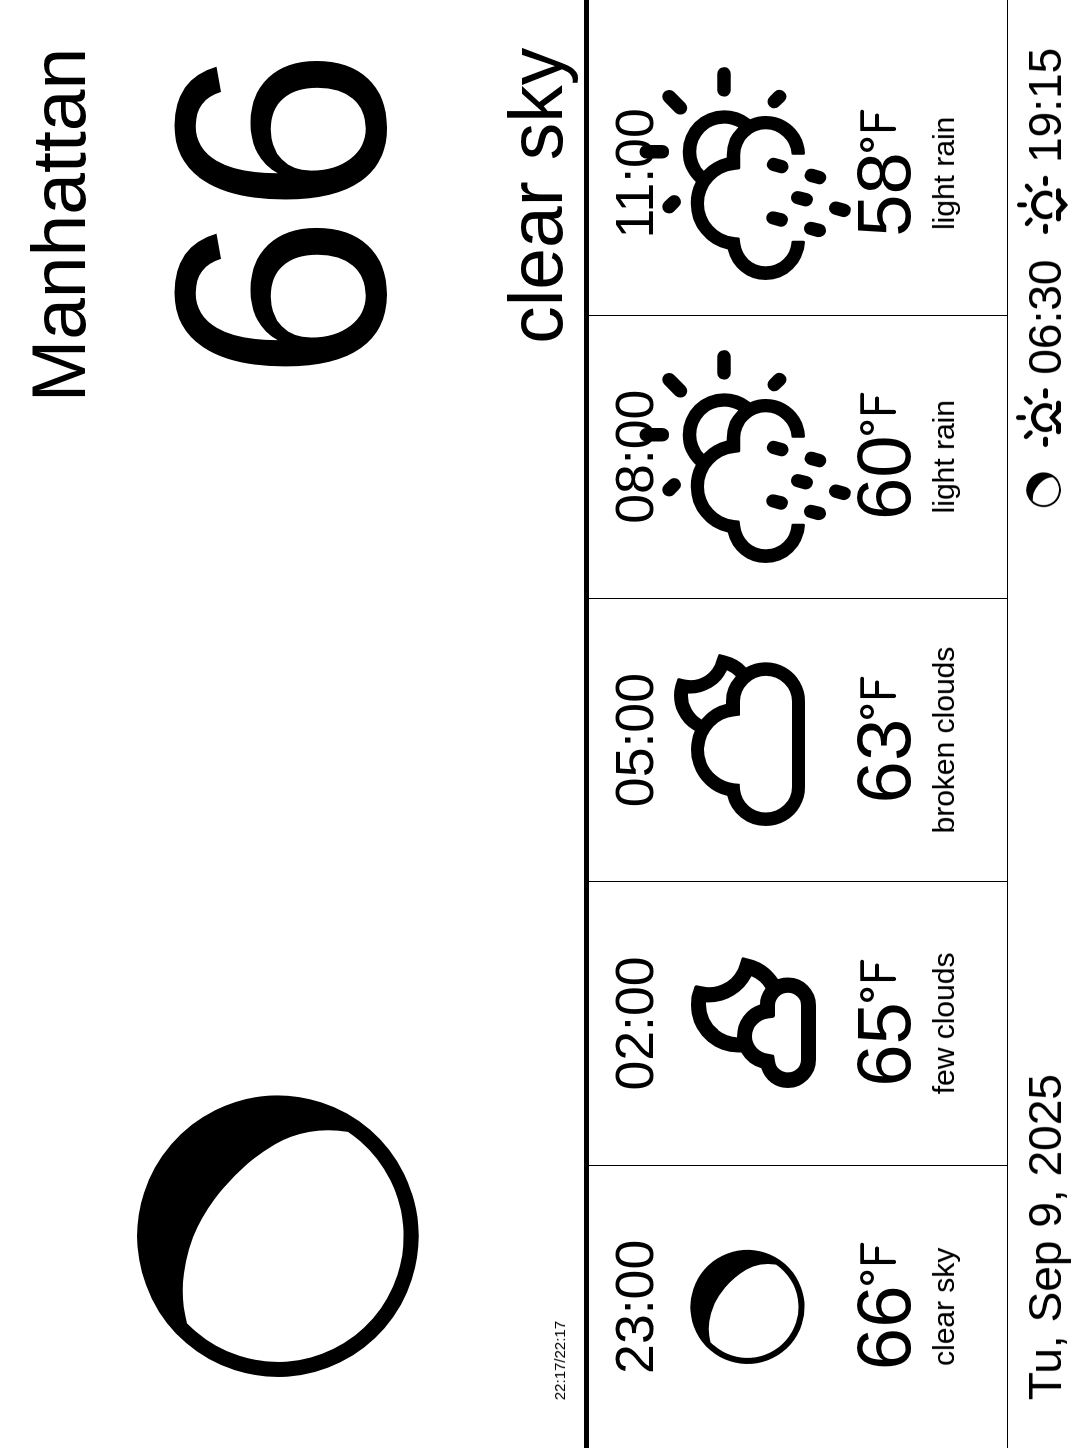 Manhattan
66
clear sky
22:17/22:17
23:00
66°F
clear sky
02:00
65°F
few clouds
05:00
63°F
broken clouds
08:00
60°F
light rain
11:00
58°F
light rain
Tu, Sep 9, 2025
06:30 19:15